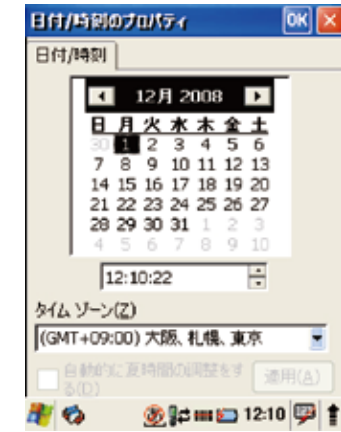 日付/時刻のプロパティ OK ×
日付/時刻
12月 2008
日 月 火 水 木 金 土
30 1 2 3 4 5 6
7 8 9 10 11 12 13
14 15 16 17 18 19 20
21 22 23 24 25 26 27
28 29 30 31 1 2 3
4 5 6 7 8 9 10
12:10:22
タイム ゾーン(Z)
(GMT+09:00) 大阪、札幌、東京
自動的に夏時間の調整をす
る(D)
適用(A)
12:10